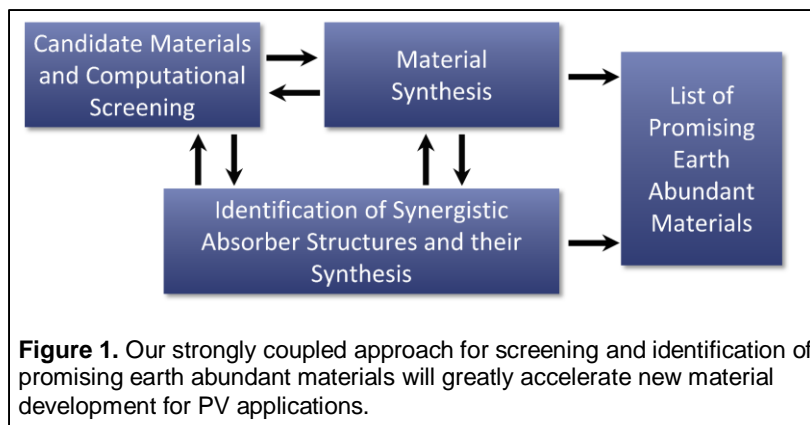 Candidate Materials
and Computational
Screening
Material
Synthesis
List of
Promising
Earth
Abundant
Materials
Identification of Synergistic
Absorber Structures and their
Synthesis
Figure 1. Our strongly coupled approach for screening and identification of
promising earth abundant materials will greatly accelerate new material
development for PV applications.